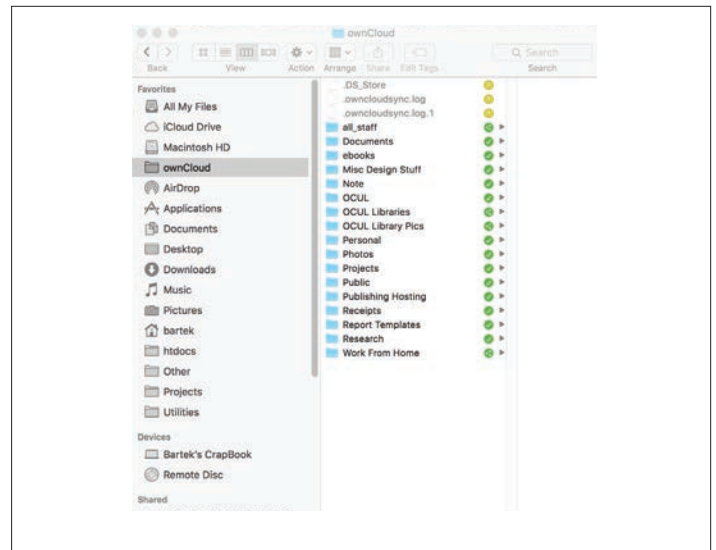 ownCloud
Back View Action Arrange Share Edit Tags Search
Search
Favorites
All My Files
iCloud Drive
Macintosh HD
ownCloud
AirDrop
Applications
Documents
Desktop
Downloads
Music
Pictures
bartek
htdocs
Other
Projects
Utilities
Devices
Bartek's CrapBook
Remote Disc
Shared
.DS_Store
.owncloudsync.log
.owncloudsync.log.1
all_staff
Documents
ebooks
Misc Design Stuff
Note
OCUL
OCUL Libraries
OCUL Library Pics
Personal
Photos
Projects
Public
Publishing Hosting
Receipts
Report Templates
Research
Work From Home